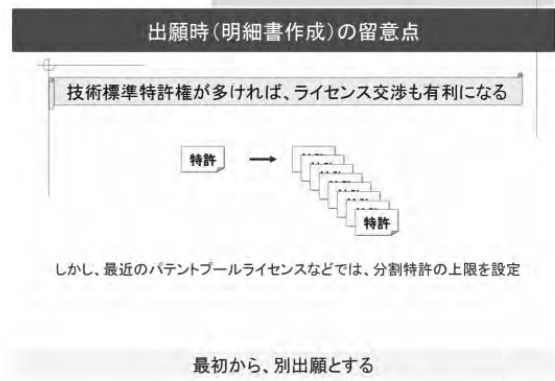 出願時(明細書作成)の留意点
技術標準特許権が多ければ、ライセンス交渉も有利になる
特許
特許
しかし、最近のパテントプールライセンスなどでは、分割特許の上限を設定
最初から、別出願とする